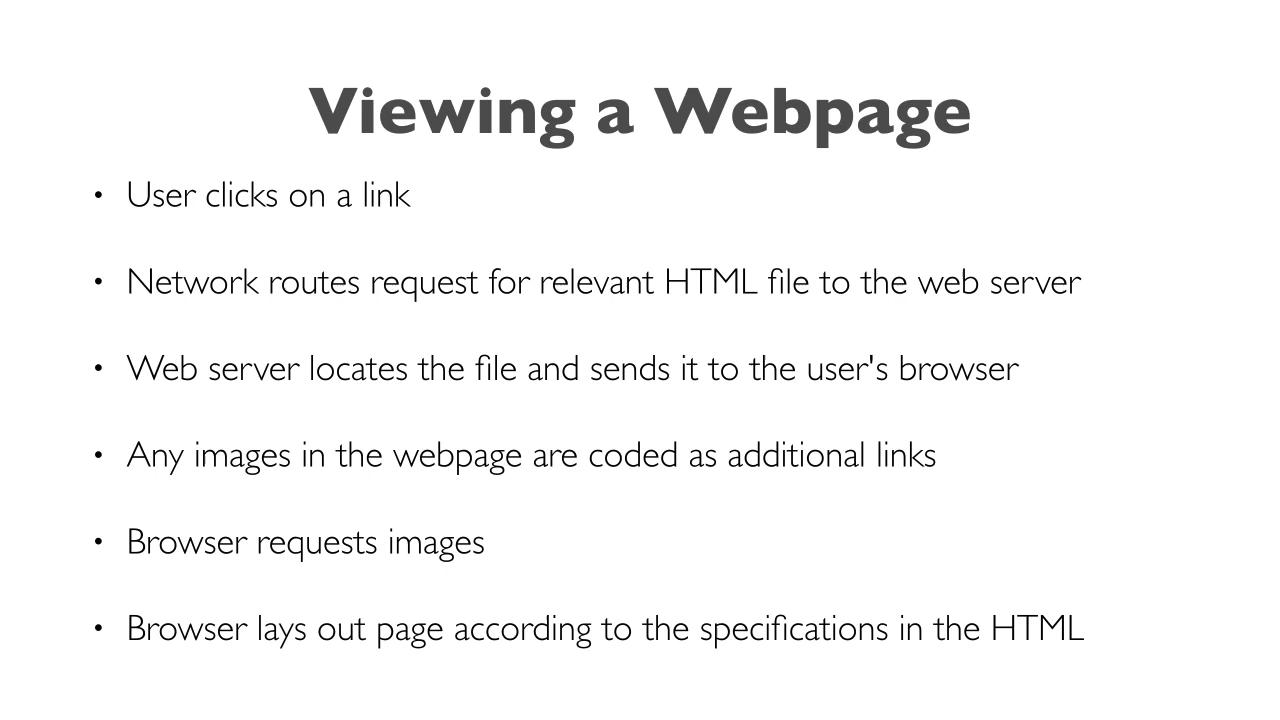 Viewing a Webpage
• User clicks on a link
• Network routes request for relevant HTML file to the web server
• Web server locates the file and sends it to the user's browser
• Any images in the webpage are coded as additional links
• Browser requests images
• Browser lays out page according to the specifications in the HTML